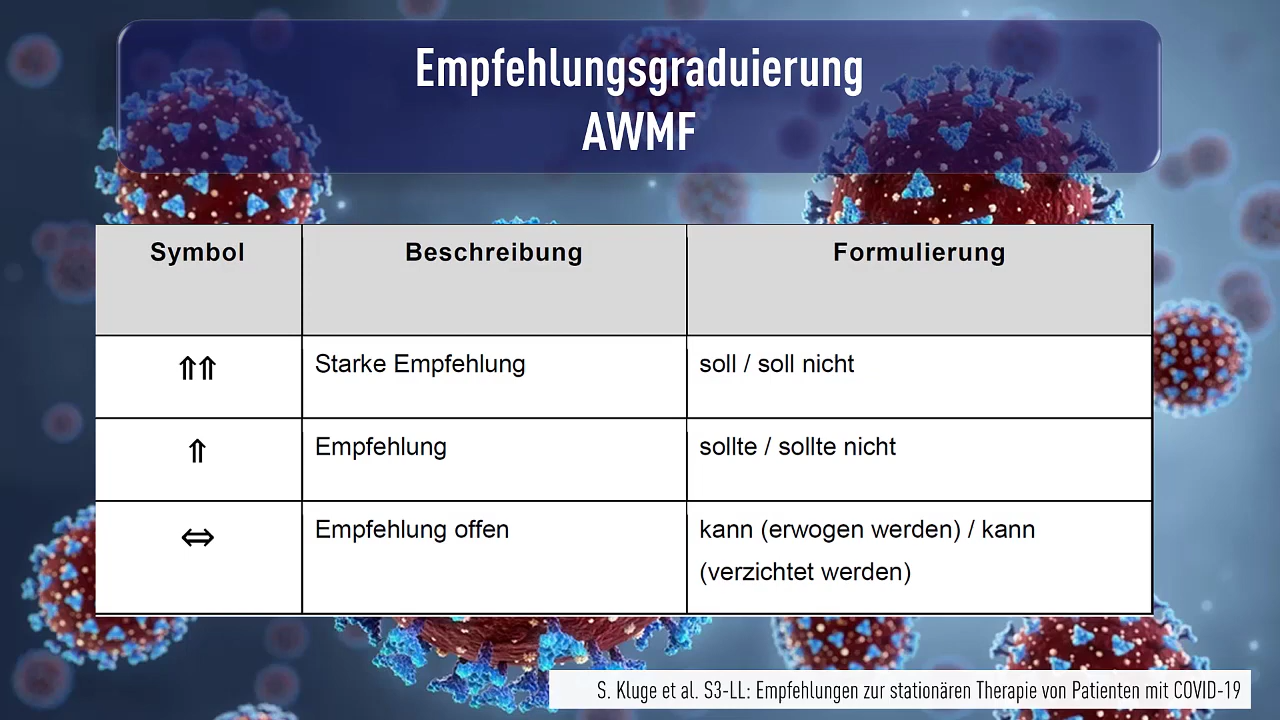 Empfehlungsgraduierung
AWMF
Symbol Beschreibung Formulierung
⇑⇑ Starke Empfehlung soll / soll nicht
⇑ Empfehlung sollte / sollte nicht
⇔ Empfehlung offen kann (erwogen werden) / kann
(verzichtet werden)
S. Kluge et al. S3-LL: Empfehlungen zur stationären Therapie von Patienten mit COVID-19